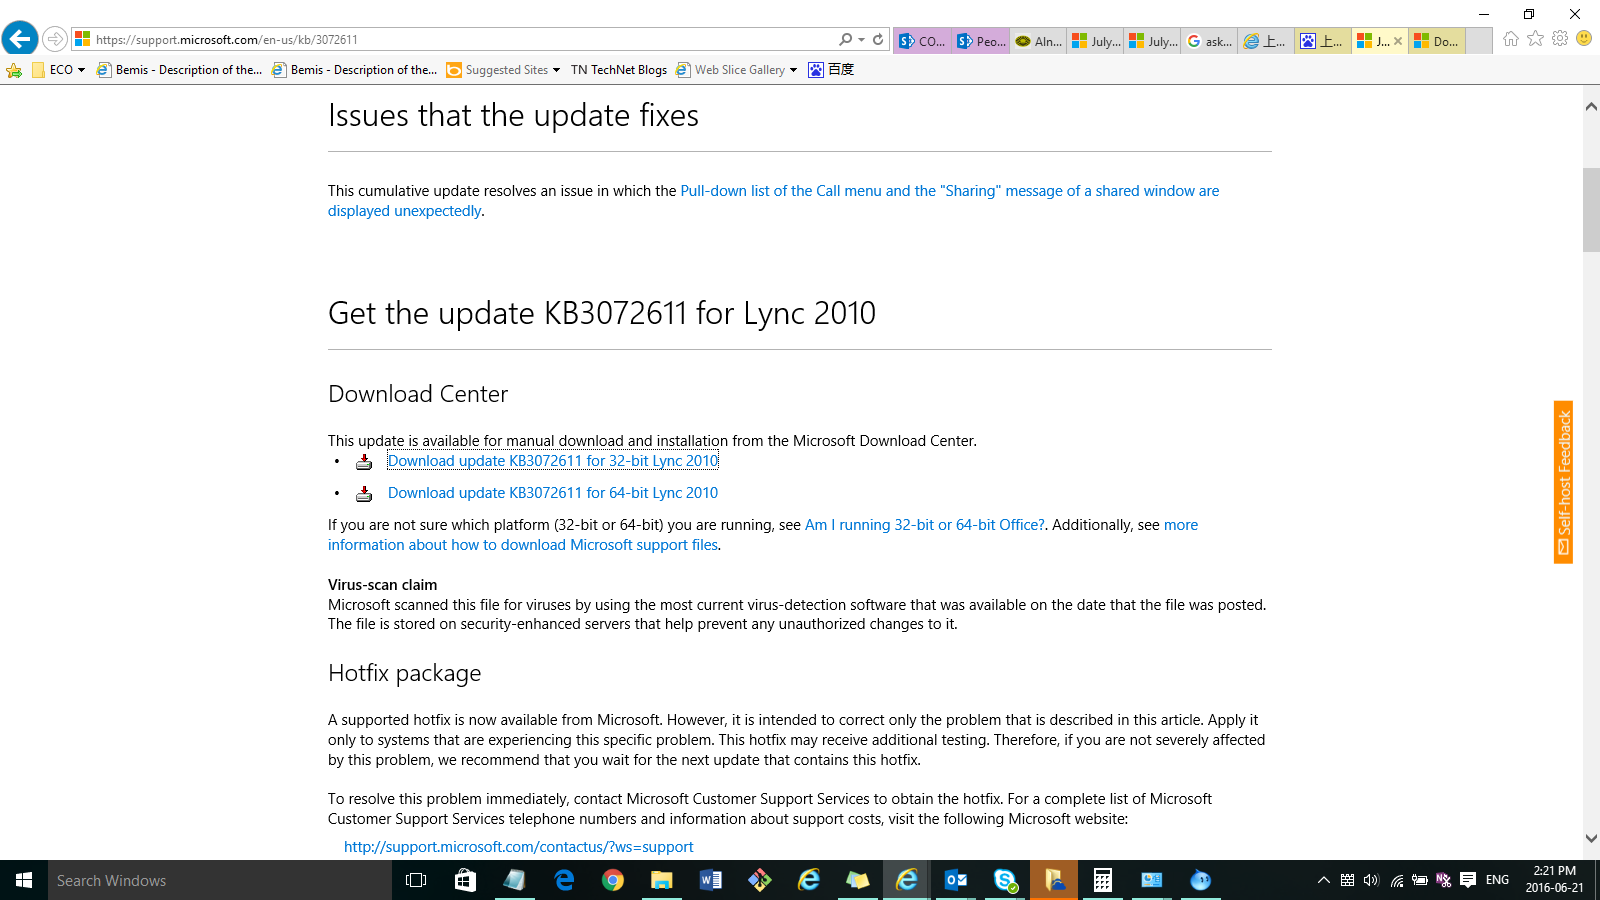 https://support.microsoft.com/en-us/kb/3072611
CO...
Peo...
Aln...
July...
July...
ask...
上...
上...
J...
Do...
ECO
Bemis - Description of the...
Bemis - Description of the...
Suggested Sites
TN TechNet Blogs
Web Slice Gallery
百度
Issues that the update fixes
This cumulative update resolves an issue in which the Pull-down list of the Call menu and the "Sharing" message of a shared window are
displayed unexpectedly.
Get the update KB3072611 for Lync 2010
Download Center
This update is available for manual download and installation from the Microsoft Download Center.
• Download update KB3072611 for 32-bit Lync 2010
• Download update KB3072611 for 64-bit Lync 2010
If you are not sure which platform (32-bit or 64-bit) you are running, see Am I running 32-bit or 64-bit Office?. Additionally, see more
information about how to download Microsoft support files.
Virus-scan claim
Microsoft scanned this file for viruses by using the most current virus-detection software that was available on the date that the file was posted.
The file is stored on security-enhanced servers that help prevent any unauthorized changes to it.
Hotfix package
A supported hotfix is now available from Microsoft. However, it is intended to correct only the problem that is described in this article. Apply it
only to systems that are experiencing this specific problem. This hotfix may receive additional testing. Therefore, if you are not severely affected
by this problem, we recommend that you wait for the next update that contains this hotfix.
To resolve this problem immediately, contact Microsoft Customer Support Services to obtain the hotfix. For a complete list of Microsoft
Customer Support Services telephone numbers and information about support costs, visit the following Microsoft website:
http://support.microsoft.com/contactus/?ws=support
Self-host Feedback
Search Windows
ENG
2:21 PM
2016-06-21